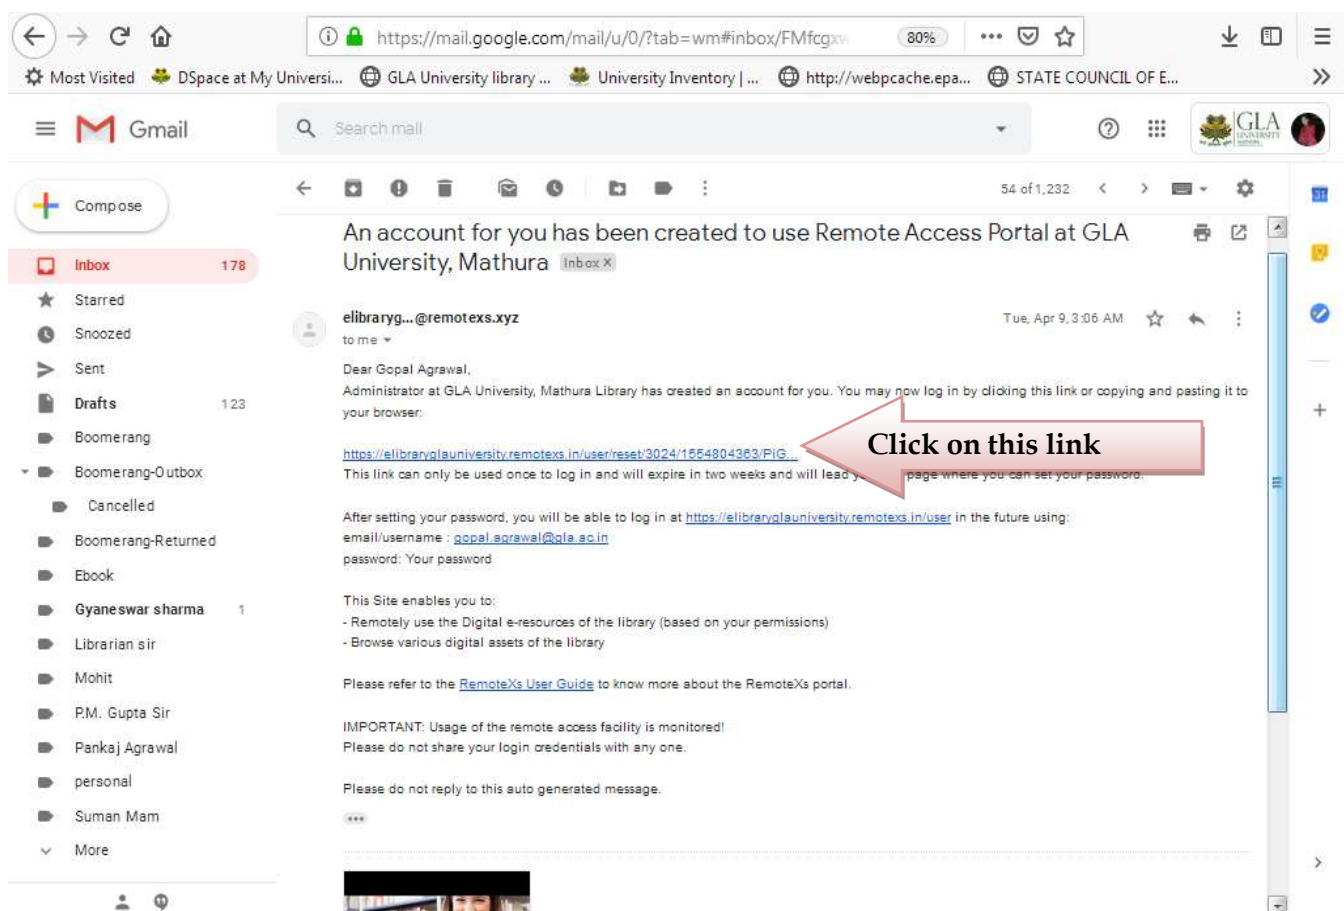 https://mail.google.com/mail/u/0/?tab=wm#inbox/FMfcgxw 80%
Most Visited DSpace at My Universi... GLA University library ... University Inventory | ... http://webpcache.epa... STATE COUNCIL OF E...
Gmail Search mail GLA UNIVERSITY
Compose 54 of 1,232 31
An account for you has been created to use Remote Access Portal at GLA
University, Mathura Inbox x
Inbox 178
Starred
elibraryg...@remotexs.xyz Tue, Apr 9, 3:06 AM
Snoozed
to me
Sent
Dear Gopal Agrawal,
Administrator at GLA University, Mathura Library has created an account for you. You may now log in by clicking this link or copying and pasting it to
Drafts 123
your browser:
Boomerang
Click on this link
https://elibraryglauniversity.remotexs.in/user/reset/3024/1554804363/PiG...
Boomerang-Outbox
This link can only be used once to log in and will expire in two weeks and will lead page where you can set your password.
Cancelled
After setting your password, you will be able to log in at https://elibraryglauniversity.remotexs.in/user in the future using:
Boomerang-Returned
email/username : gopal.agrawal@gla.ac.in
password: Your password
Ebook
This Site enables you to:
Gyaneswar sharma 1
- Remotely use the Digital e-resources of the library (based on your permissions)
- Browse various digital assets of the library
Librarian sir
Mohit
Please refer to the RemoteXs User Guide to know more about the RemoteXs portal.
P.M. Gupta Sir
IMPORTANT: Usage of the remote access facility is monitored!
Please do not share your login credentials with any one.
Pankaj Agrawal
personal
Please do not reply to this auto generated message.
Suman Mam
More